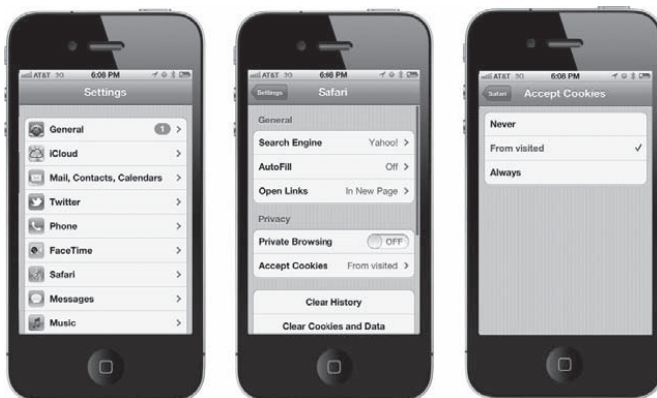 AT&T 3G 6:08 PM
Settings
General 1
iCloud
Mail, Contacts, Calendars
Twitter
Phone
FaceTime
Safari
Messages
Music
AT&T 3G
Settings Safari
General
Search Engine Yahoo!
AutoFill Off
Open Links In New Page
Privacy
Private Browsing OFF
Accept Cookies From visited
Clear History
Clear Cookies and Data
AT&T 3G 6:08 PM
Safari Accept Cookies
Never
From visited
Always